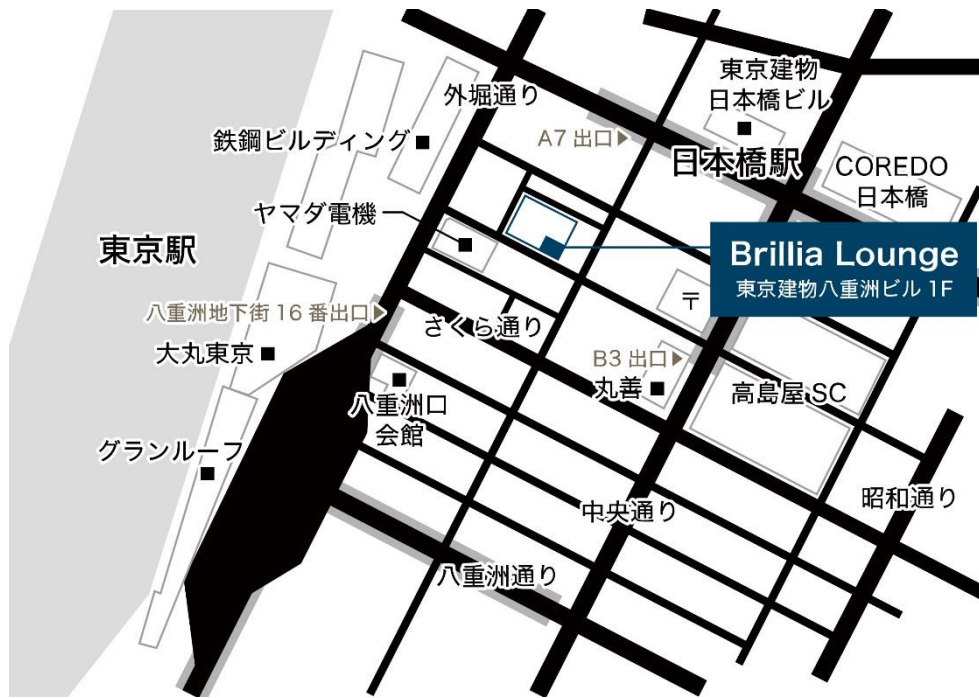 東京建物
日本橋ビル
外堀通り
A7 出口
鉄鋼ビルディング
日本橋駅
COREDO
日本橋
ヤマダ電機
東京駅
Brillia Lounge
東京建物八重洲ビル 1F
〒
八重洲地下街 16 番出口
さくら通り
大丸東京
B3 出口
丸善
高島屋 SC
八重洲口
会館
グランルーフ
昭和通り
中央通り
八重洲通り